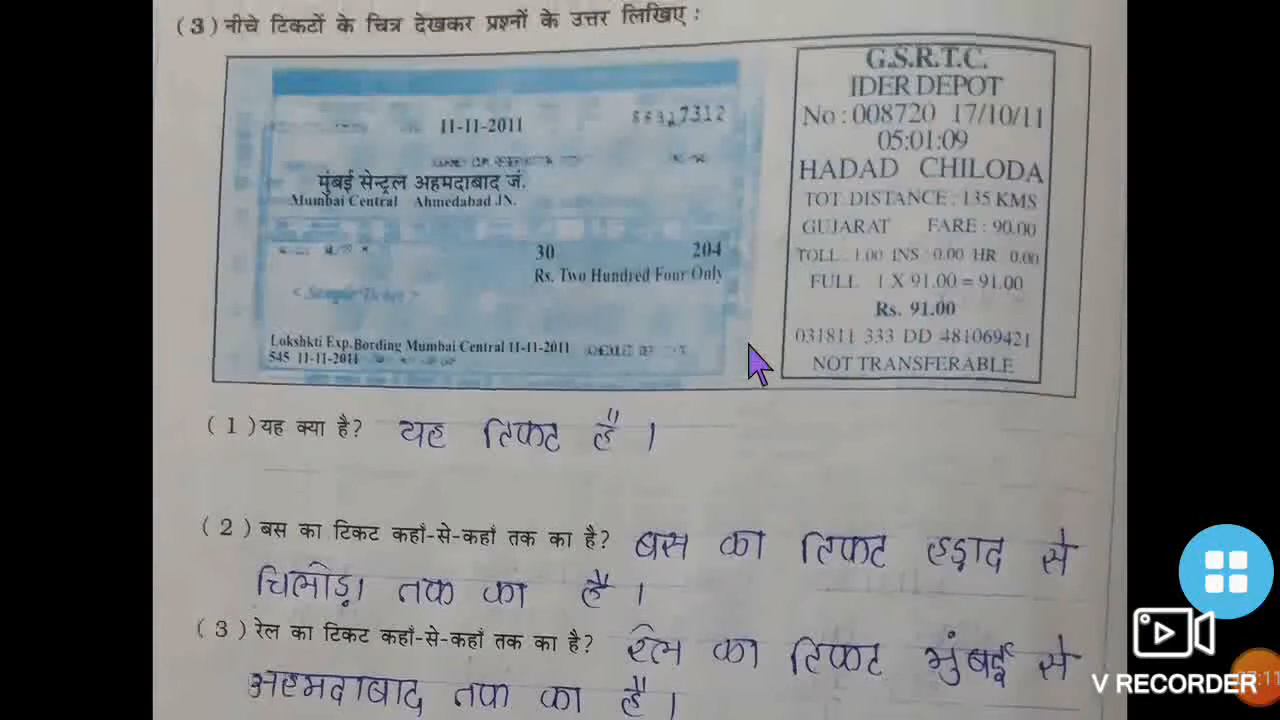 (3) नीचे टिकटों के चित्र देखकर प्रश्नों के उत्तर लिखिए :
11-11-2011
मुंबई सेन्ट्रल अहमदाबाद जं.
Mumbai Central Ahmedabad JN.
30 204
Rs. Two Hundred Four Only
< Sample Ticket >
Lokshkti Exp.Bording Mumbai Central 11-11-2011
545 11-11-2011
G.S.R.T.C.
IDER DEPOT
No : 008720 17/10/11
05:01:09
HADAD CHILODA
TOT DISTANCE : 135 KMS
GUJARAT FARE : 90.00
TOLL : 1.00 INS : 0.00 HR 0.00
FULL 1 X 91.00 = 91.00
Rs. 91.00
031811 333 DD 481069421
NOT TRANSFERABLE
(1) यह क्या है? यह टिकट है ।
(2) बस का टिकट कहाँ-से-कहाँ तक का है? बस का टिकट हड़ाद से
चिलोड़ा तक का है ।
(3) रेल का टिकट कहाँ-से-कहाँ तक का है? रेल का टिकट मुंबई से
अहमदाबाद तक का है ।
V RECORDER